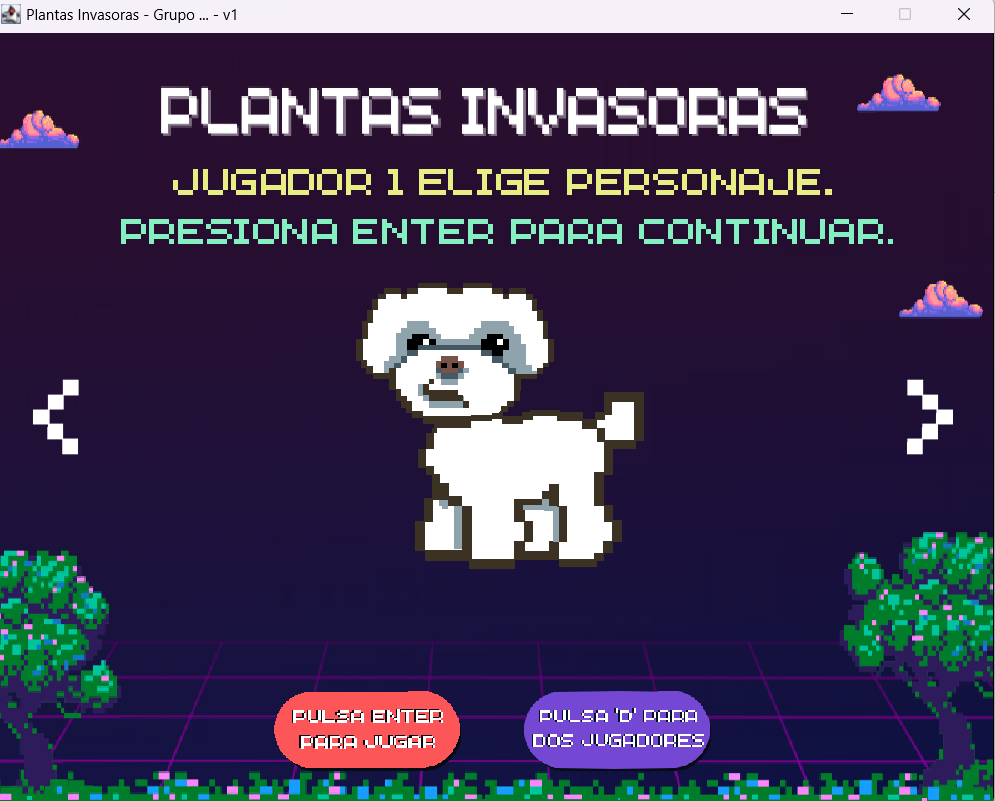 Plantas Invasoras - Grupo ... - v1
PLANTAS INVASORAS
JUGADOR 1 ELIGE PERSONAJE.
PRESIONA ENTER PARA CONTINUAR.
< >
PULSA ENTER
PARA JUGAR
PULSA 'D' PARA
DOS JUGADORES